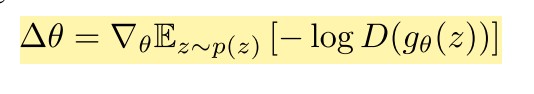 Δθ = ∇_θ 𝔼_{z∼p(z)} [− log D(g_θ(z))]